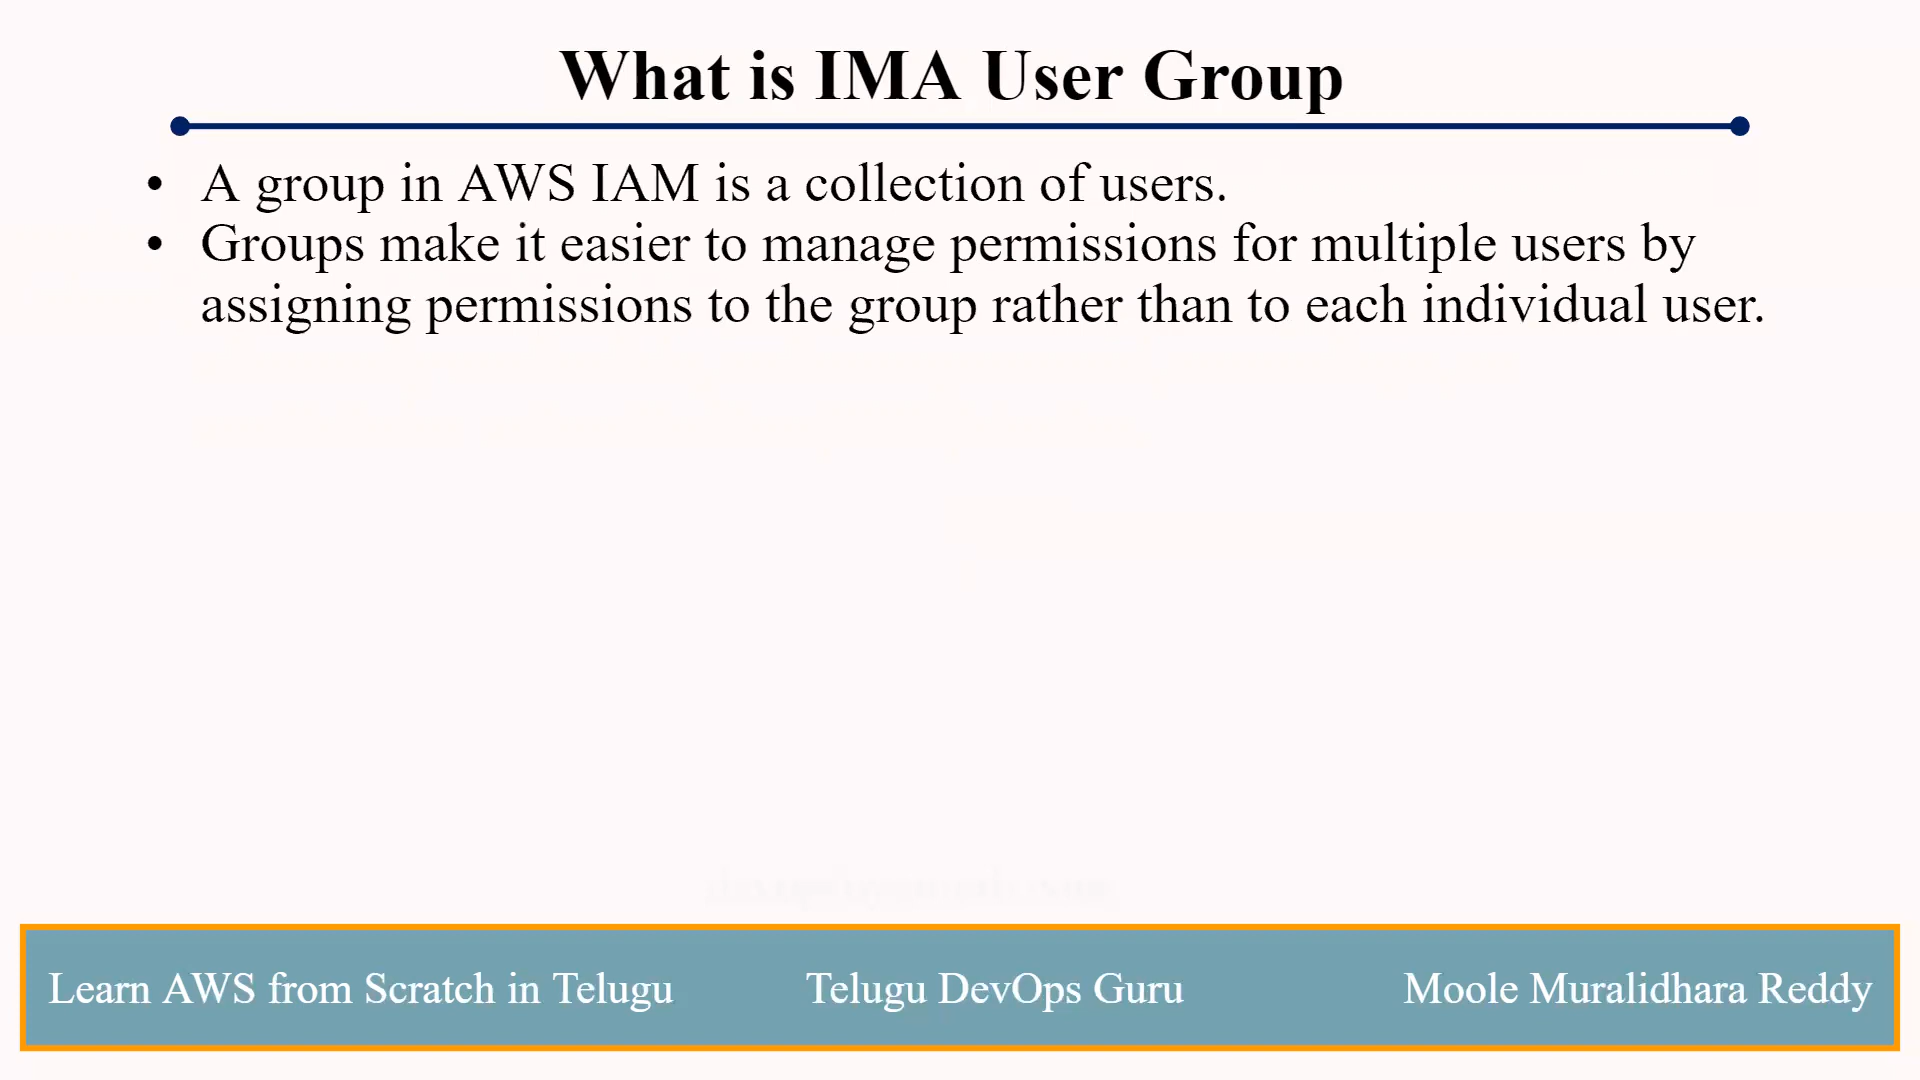 What is IMA User Group
• A group in AWS IAM is a collection of users.
• Groups make it easier to manage permissions for multiple users by
assigning permissions to the group rather than to each individual user.
Learn AWS from Scratch in Telugu
Telugu DevOps Guru
Moole Muralidhara Reddy